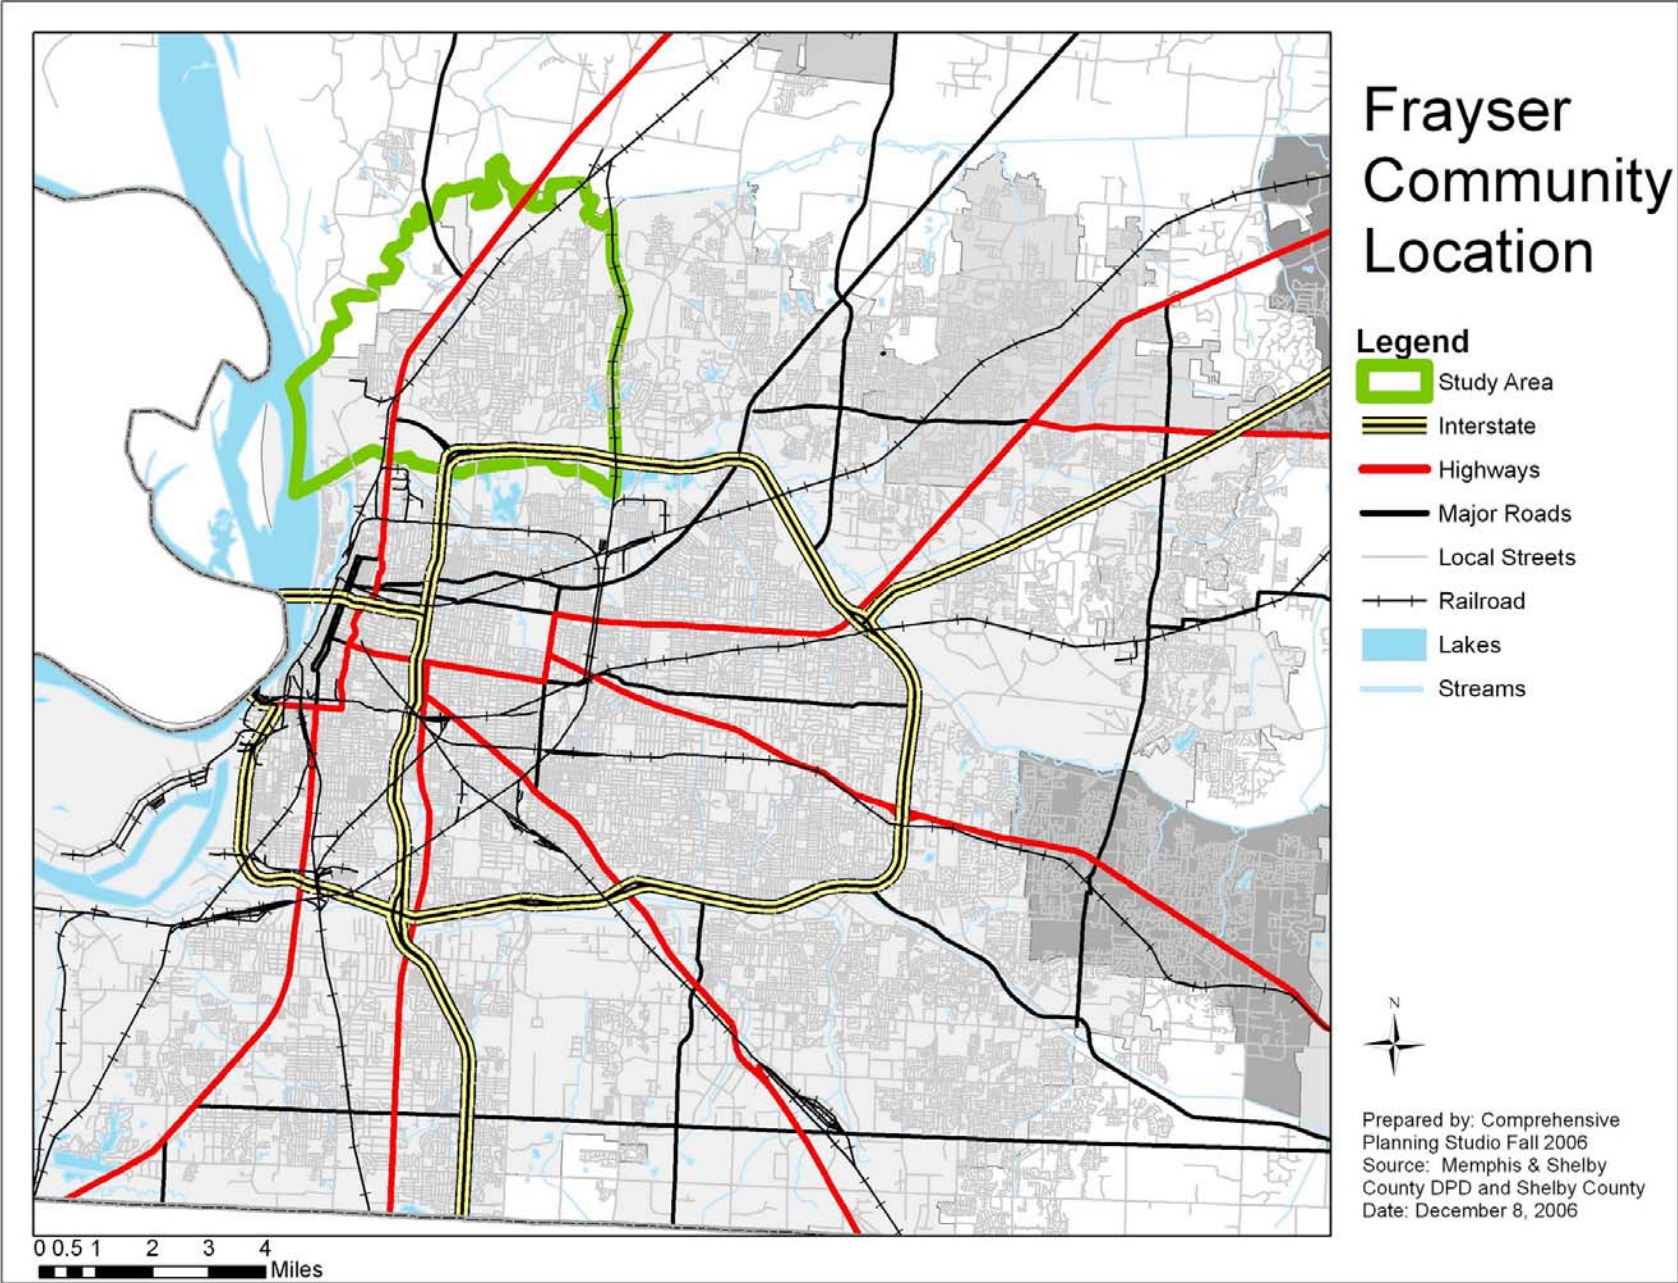 Frayser
Community
Location
Legend
Study Area
Interstate
Highways
Major Roads
Local Streets
Railroad
Lakes
Streams
N
Prepared by: Comprehensive
Planning Studio Fall 2006
Source: Memphis & Shelby
County DPD and Shelby County
Date: December 8, 2006
0 0.5 1 2 3 4
Miles